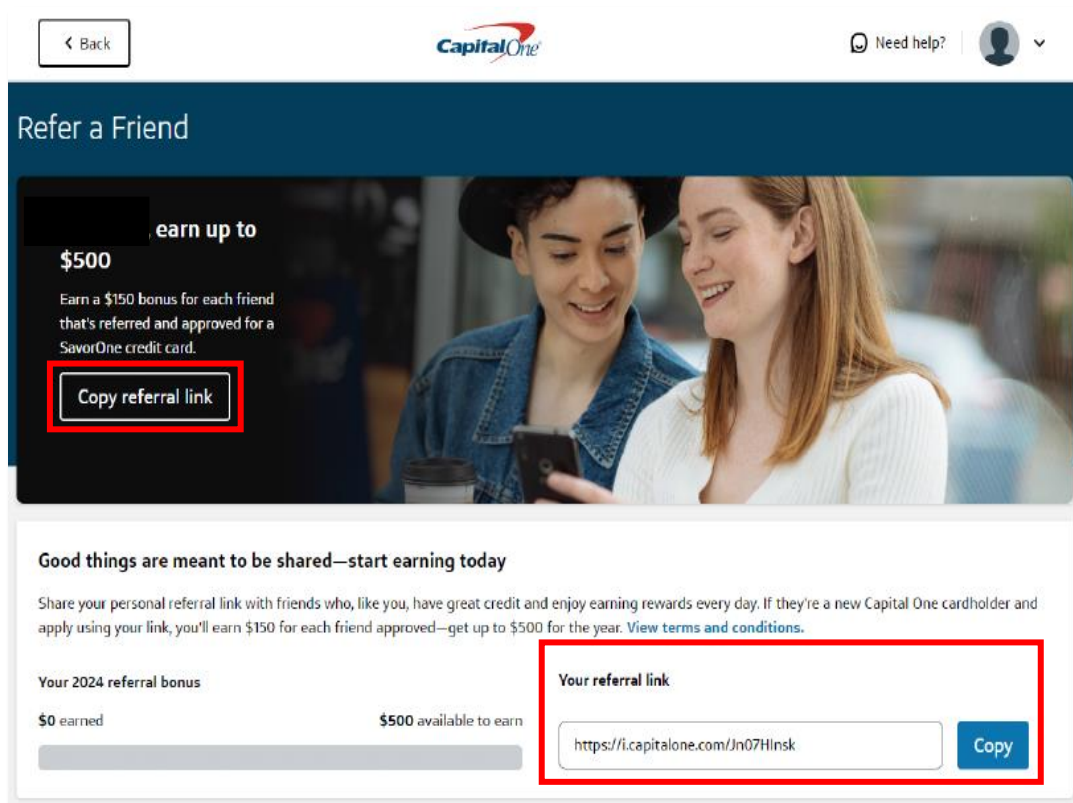 Back
CapitalOne
Need help?
Refer a Friend
, earn up to
$500
Earn a $150 bonus for each friend
that's referred and approved for a
SavorOne credit card.
Copy referral link
Good things are meant to be shared—start earning today
Share your personal referral link with friends who, like you, have great credit and enjoy earning rewards every day. If they're a new Capital One cardholder and
apply using your link, you'll earn $150 for each friend approved—get up to $500 for the year. View terms and conditions.
Your 2024 referral bonus
$0 earned
$500 available to earn
Your referral link
https://i.capitalone.com/Jn07HInsk
Copy